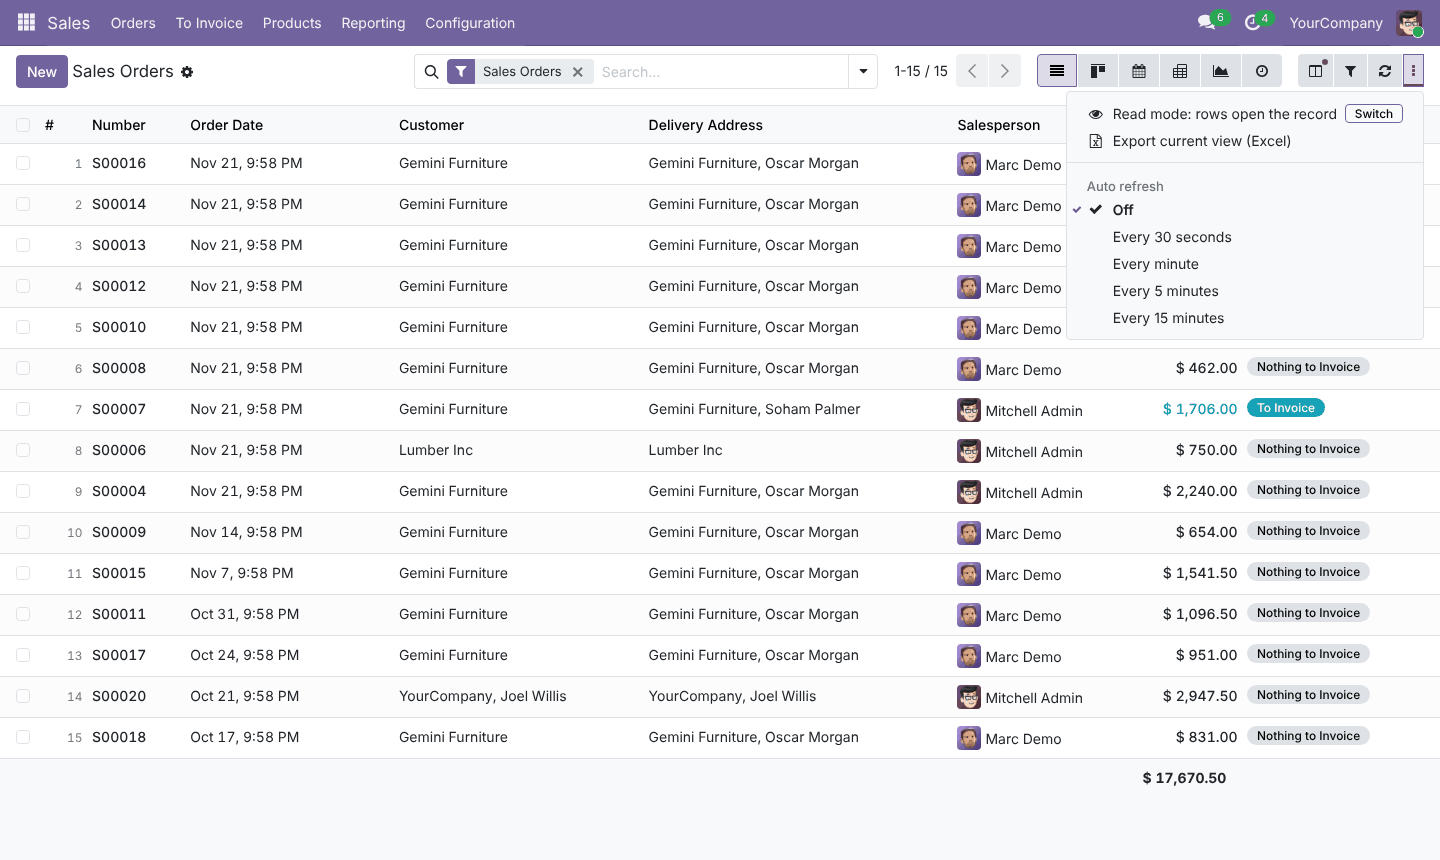 Sales Orders To Invoice Products Reporting Configuration 6 4 YourCompany
New Sales Orders Sales Orders Search... 1-15 / 15
Read mode: rows open the record Switch
Export current view (Excel)
Auto refresh
Off
Every 30 seconds
Every minute
Every 5 minutes
Every 15 minutes
# Number Order Date Customer Delivery Address Salesperson
1 S00016 Nov 21, 9:58 PM Gemini Furniture Gemini Furniture, Oscar Morgan Marc Demo
2 S00014 Nov 21, 9:58 PM Gemini Furniture Gemini Furniture, Oscar Morgan Marc Demo
3 S00013 Nov 21, 9:58 PM Gemini Furniture Gemini Furniture, Oscar Morgan Marc Demo
4 S00012 Nov 21, 9:58 PM Gemini Furniture Gemini Furniture, Oscar Morgan Marc Demo
5 S00010 Nov 21, 9:58 PM Gemini Furniture Gemini Furniture, Oscar Morgan Marc Demo
6 S00008 Nov 21, 9:58 PM Gemini Furniture Gemini Furniture, Oscar Morgan Marc Demo $ 462.00 Nothing to Invoice
7 S00007 Nov 21, 9:58 PM Gemini Furniture Gemini Furniture, Soham Palmer Mitchell Admin $ 1,706.00 To Invoice
8 S00006 Nov 21, 9:58 PM Lumber Inc Lumber Inc Mitchell Admin $ 750.00 Nothing to Invoice
9 S00004 Nov 21, 9:58 PM Gemini Furniture Gemini Furniture, Oscar Morgan Mitchell Admin $ 2,240.00 Nothing to Invoice
10 S00009 Nov 14, 9:58 PM Gemini Furniture Gemini Furniture, Oscar Morgan Marc Demo $ 654.00 Nothing to Invoice
11 S00015 Nov 7, 9:58 PM Gemini Furniture Gemini Furniture, Oscar Morgan Marc Demo $ 1,541.50 Nothing to Invoice
12 S00011 Oct 31, 9:58 PM Gemini Furniture Gemini Furniture, Oscar Morgan Marc Demo $ 1,096.50 Nothing to Invoice
13 S00017 Oct 24, 9:58 PM Gemini Furniture Gemini Furniture, Oscar Morgan Marc Demo $ 951.00 Nothing to Invoice
14 S00020 Oct 21, 9:58 PM YourCompany, Joel Willis YourCompany, Joel Willis Mitchell Admin $ 2,947.50 Nothing to Invoice
15 S00018 Oct 17, 9:58 PM Gemini Furniture Gemini Furniture, Oscar Morgan Marc Demo $ 831.00 Nothing to Invoice
$ 17,670.50